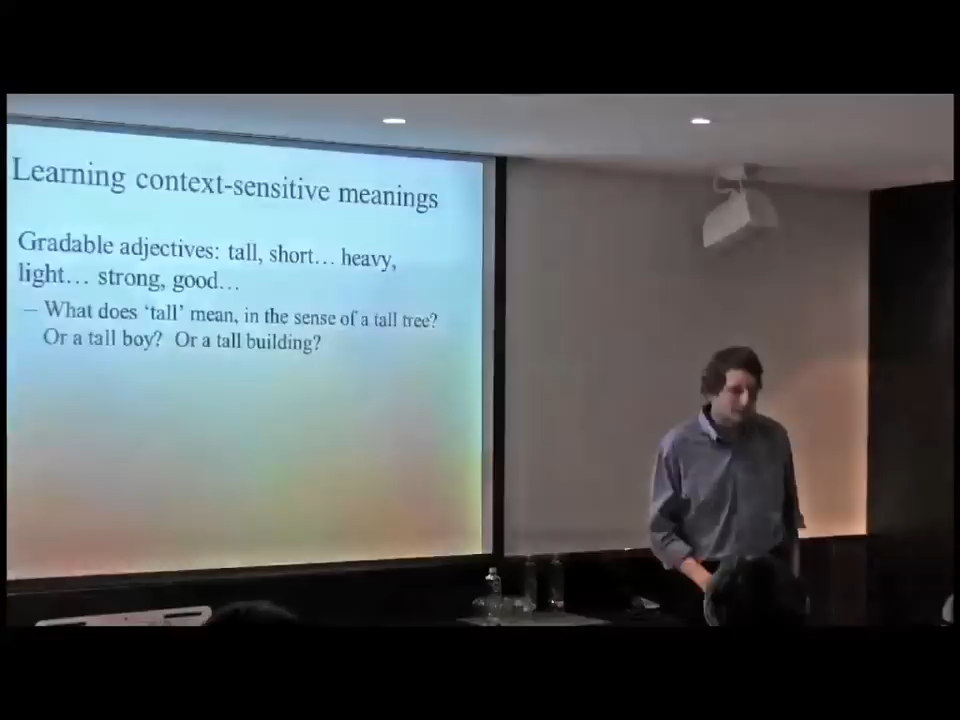 Learning context-sensitive meanings
Gradable adjectives: tall, short… heavy,
light… strong, good…
– What does ‘tall’ mean, in the sense of a tall tree?
Or a tall boy? Or a tall building?